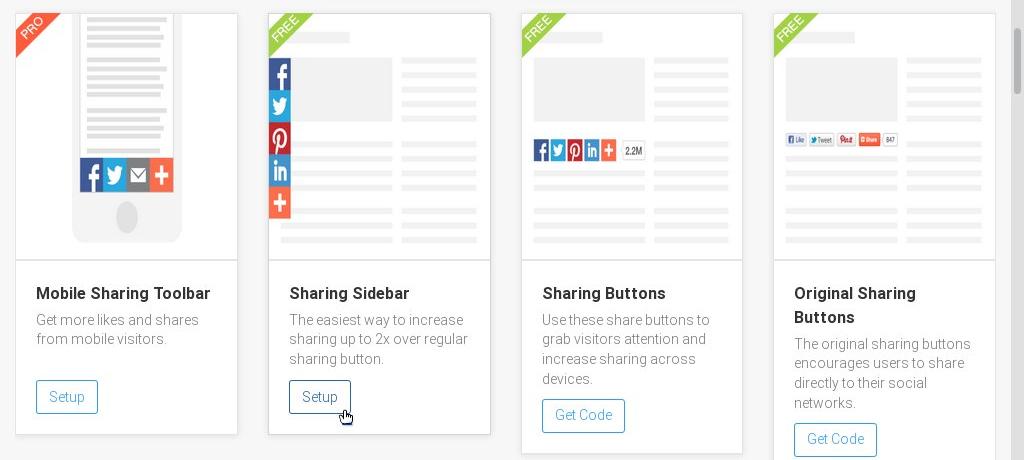 PRO
Mobile Sharing Toolbar
Get more likes and shares
from mobile visitors.
Setup
FREE
Sharing Sidebar
The easiest way to increase
sharing up to 2x over regular
sharing button.
Setup
FREE
2.2M
Sharing Buttons
Use these share buttons to
grab visitors attention and
increase sharing across
devices.
Get Code
FREE
Like
Tweet
Pin it
Share
847
Original Sharing
Buttons
The original sharing buttons
encourages users to share
directly to their social
networks.
Get Code